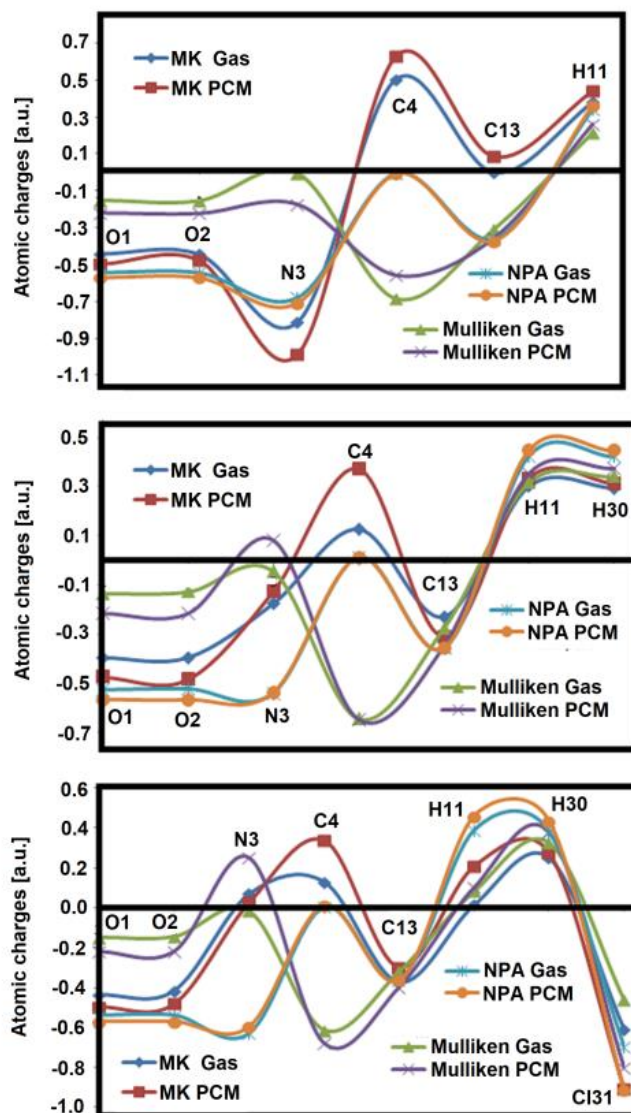 0.7
0.5
0.3
0.1
-0.1
-0.3
-0.5
-0.7
-0.9
-1.1
Atomic charges [a.u.]
MK Gas
MK PCM
C4
C13
H11
O1
O2
N3
NPA Gas
NPA PCM
Mulliken Gas
Mulliken PCM
0.5
0.3
0.1
-0.1
-0.3
-0.5
-0.7
Atomic charges [a.u.]
MK Gas
MK PCM
C4
C13
H11
H30
O1
O2
N3
NPA Gas
NPA PCM
Mulliken Gas
Mulliken PCM
0.6
0.4
0.2
0.0
-0.2
-0.4
-0.6
-0.8
-1.0
Atomic charges [a.u.]
O1
O2
N3
C4
C13
H11
H30
NPA Gas
NPA PCM
MK Gas
MK PCM
Mulliken Gas
Mulliken PCM
Cl31